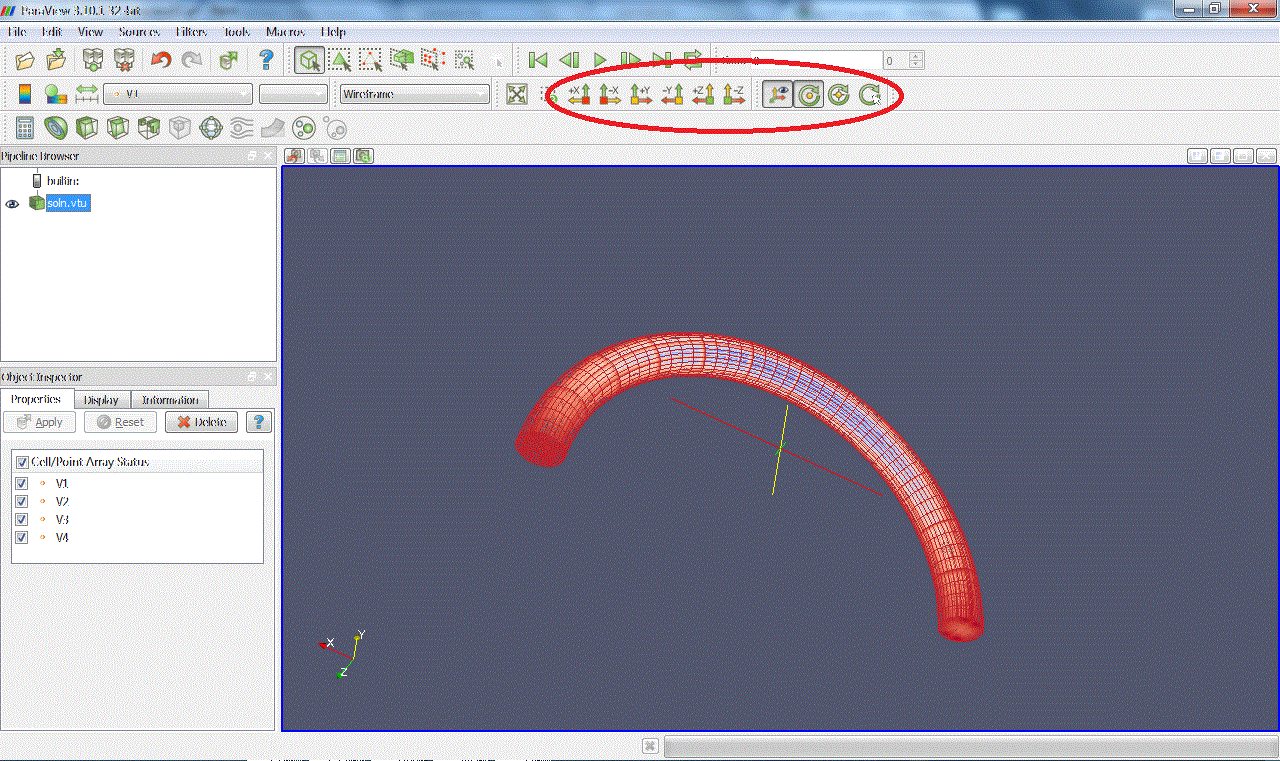 ParaView 3.10.1 32-bit
File Edit View Sources Filters Tools Macros Help
0
V1 Wireframe +X -X +Y -Y +Z -Z
Pipeline Browser
builtin:
soln.vtu
Object Inspector
Properties Display Information
Apply Reset Delete ?
Cell/Point Array Status
V1
V2
V3
V4
X Y
Z